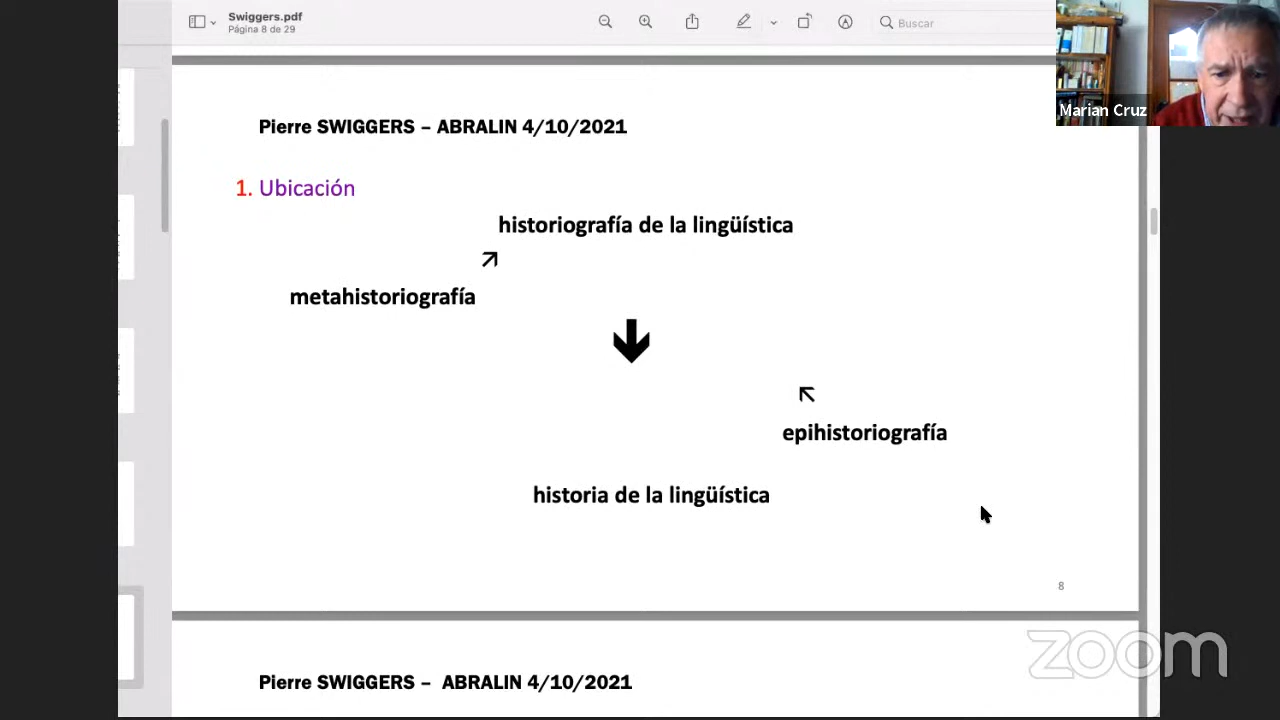 Swiggers.pdf
Página 8 de 29
Buscar
Marian Cruz
Pierre SWIGGERS – ABRALIN 4/10/2021
1. Ubicación
historiografía de la lingüística
metahistoriografía
epihistoriografía
historia de la lingüística
8
Pierre SWIGGERS – ABRALIN 4/10/2021
zoom